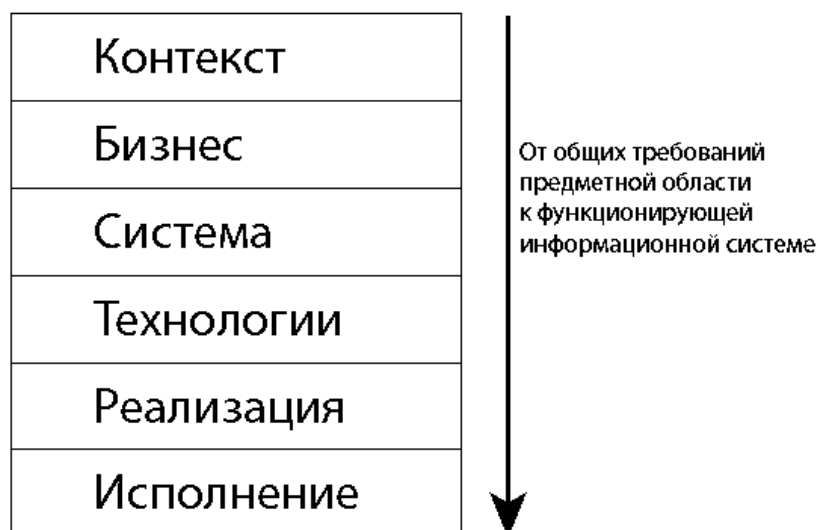 Контекст
Бизнес
Система
Технологии
Реализация
Исполнение
От общих требований
предметной области
к функционирующей
информационной системе